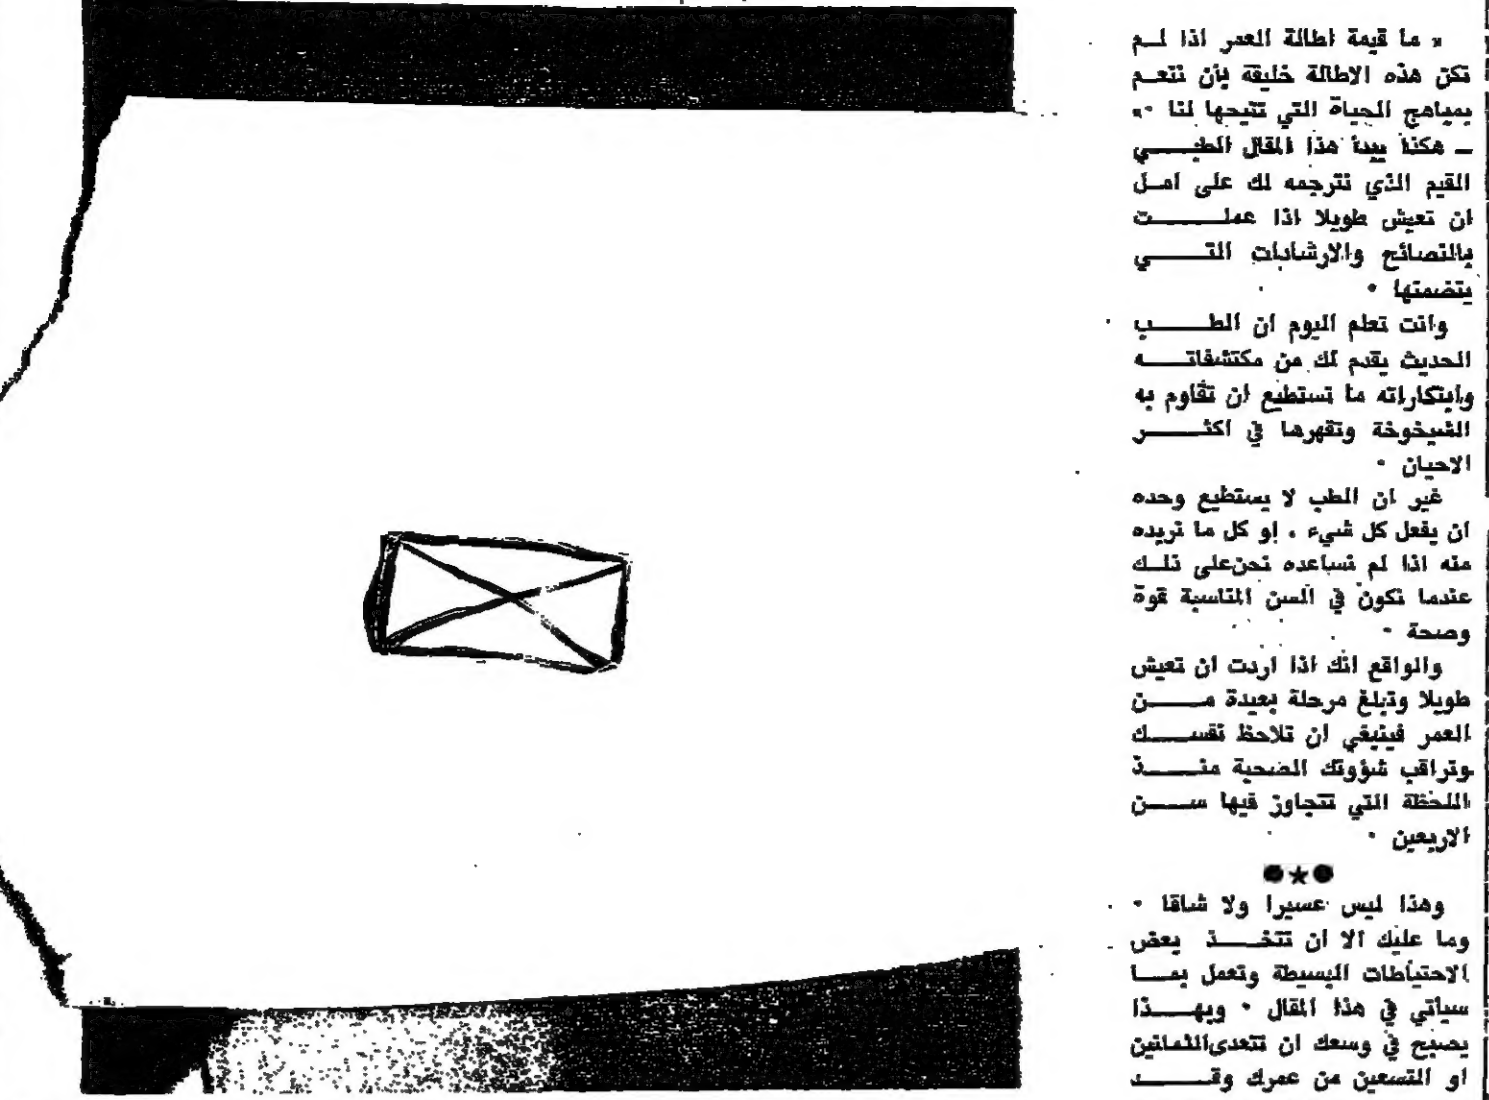 « ما قيمة اطالة العمر اذا لم
تكن هذه الاطالة خليقة بأن نتعم
بمباهج الحياة التي تتيحها لنا ·»
ـ هكذا يبدأ هذا المقال الطبي
القيم الذي نترجمه لك على امل
ان تعيش طويلا اذا عملت
بالنصائح والارشادات التي
يتضمنها ·
وانت تعلم اليوم ان الطب
الحديث يقدم لك من مكتشفاته
وابتكاراته ما تستطيع ان تقاوم به
الشيخوخة وتقهرها في اكثر
الاحيان ·
غير ان الطب لا يستطيع وحده
ان يفعل كل شيء ، او كل ما تريده
منه اذا لم نساعده نحن على ذلك
عندما نكون في السن المناسبة قوة
وصحة ·
والواقع انك اذا اردت ان تعيش
طويلا وتبلغ مرحلة بعيدة من
العمر فينبغي ان تلاحظ نفسك
وتراقب شؤونك الصحية منذ
اللحظة التي تتجاوز فيها سن
الاربعين ·
●★●
وهذا ليس عسيرا ولا شاقا ·
وما عليك الا ان تتخذ بعض
الاحتياطات البسيطة وتعمل بما
سيأتي في هذا المقال · وبهذا
يصبح في وسعك ان تتعدى الثمانين
او التسعين من عمرك وقد